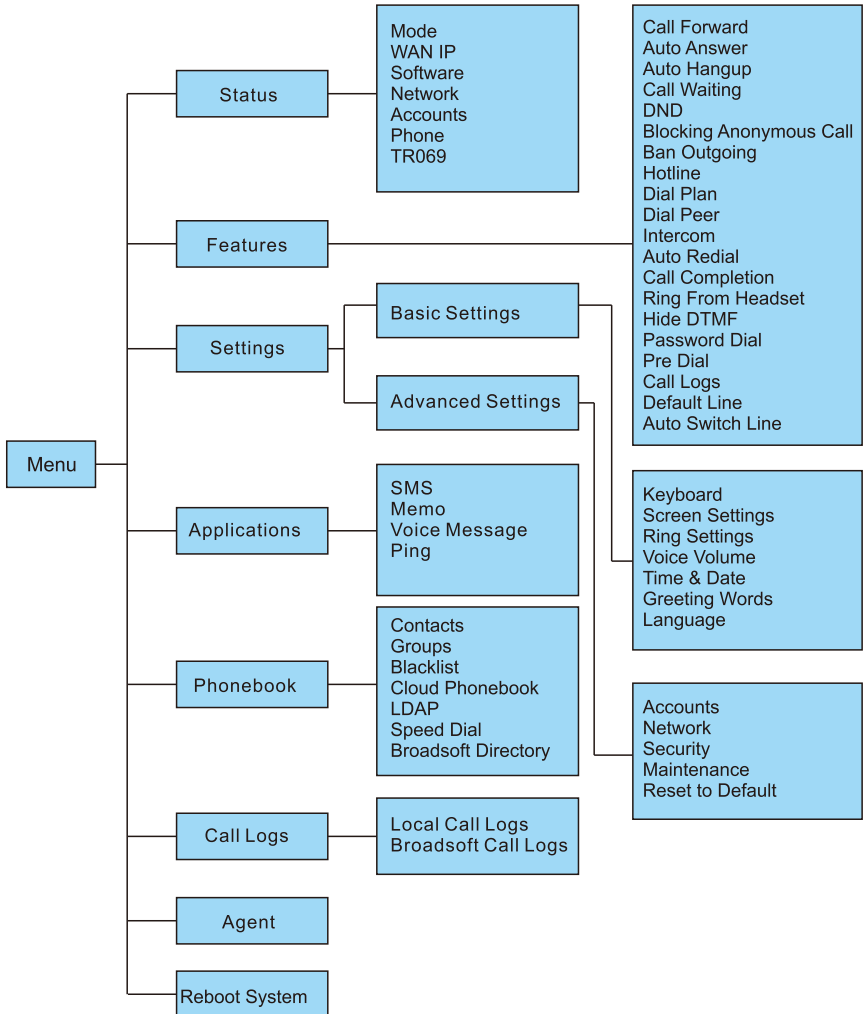 Menu
Status
Mode
WAN IP
Software
Network
Accounts
Phone
TR069
Features
Call Forward
Auto Answer
Auto Hangup
Call Waiting
DND
Blocking Anonymous Call
Ban Outgoing
Hotline
Dial Plan
Dial Peer
Intercom
Auto Redial
Call Completion
Ring From Headset
Hide DTMF
Password Dial
Pre Dial
Call Logs
Default Line
Auto Switch Line
Settings
Basic Settings
Keyboard
Screen Settings
Ring Settings
Voice Volume
Time & Date
Greeting Words
Language
Advanced Settings
Accounts
Network
Security
Maintenance
Reset to Default
Applications
SMS
Memo
Voice Message
Ping
Phonebook
Contacts
Groups
Blacklist
Cloud Phonebook
LDAP
Speed Dial
Broadsoft Directory
Call Logs
Local Call Logs
Broadsoft Call Logs
Agent
Reboot System